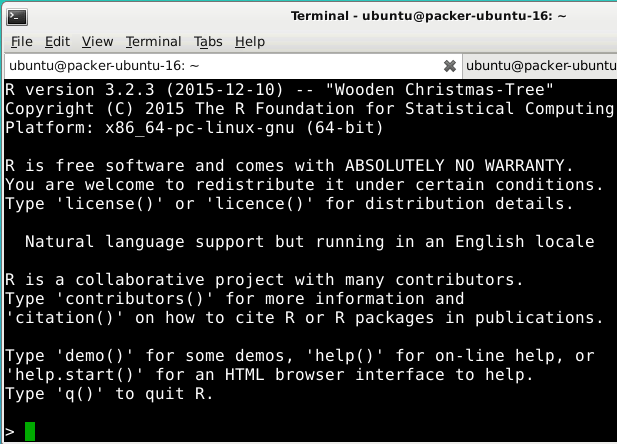 Terminal - ubuntu@packer-ubuntu-16: ~
File Edit View Terminal Tabs Help
ubuntu@packer-ubuntu-16: ~ ubuntu@packer-ubuntu
R version 3.2.3 (2015-12-10) -- "Wooden Christmas-Tree"
Copyright (C) 2015 The R Foundation for Statistical Computing
Platform: x86_64-pc-linux-gnu (64-bit)
R is free software and comes with ABSOLUTELY NO WARRANTY.
You are welcome to redistribute it under certain conditions.
Type 'license()' or 'licence()' for distribution details.
Natural language support but running in an English locale
R is a collaborative project with many contributors.
Type 'contributors()' for more information and
'citation()' on how to cite R or R packages in publications.
Type 'demo()' for some demos, 'help()' for on-line help, or
'help.start()' for an HTML browser interface to help.
Type 'q()' to quit R.
>